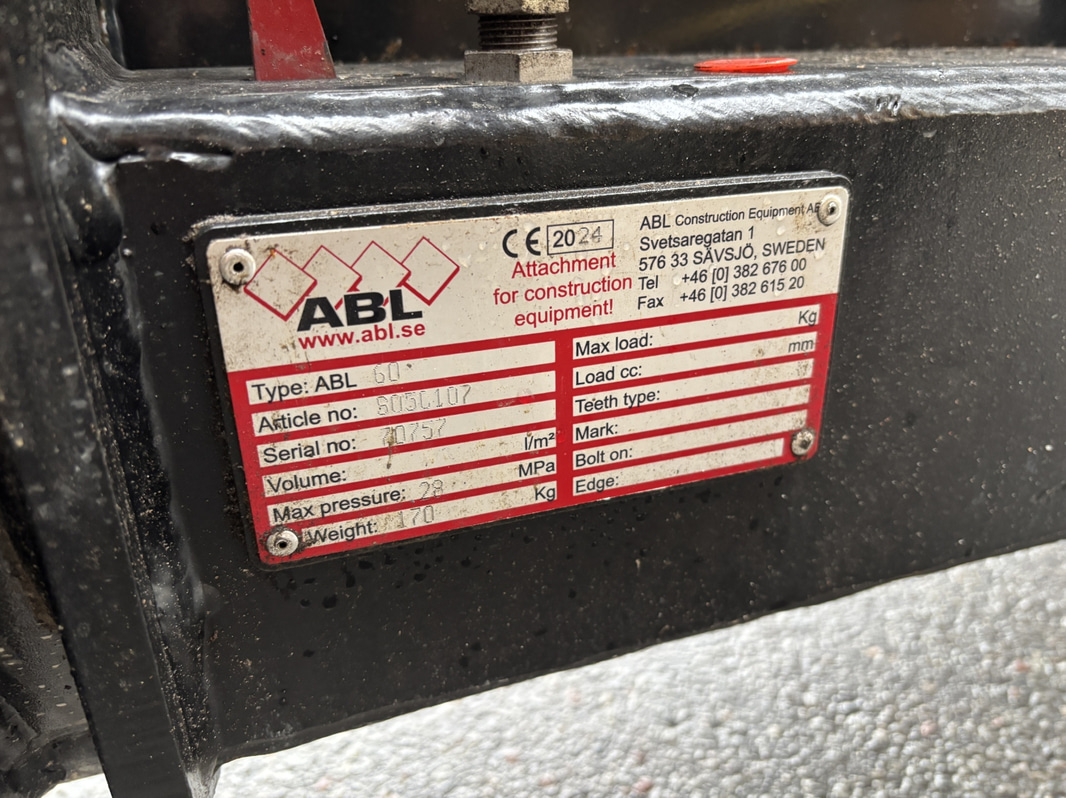 ABL
www.abl.se
CE 2024
Attachment
for construction
equipment!
ABL Construction Equipment AB
Svetsaregatan 1
576 33 SÄVSJÖ, SWEDEN
Tel +46 [0] 382 676 00
Fax +46 [0] 382 615 20
Type: ABL 60
Article no:
Serial no: 70757
Volume: l/m²
Max pressure: 28 MPa
Weight: 170 Kg
Max load: Kg
Load cc: mm
Teeth type:
Mark:
Bolt on:
Edge: